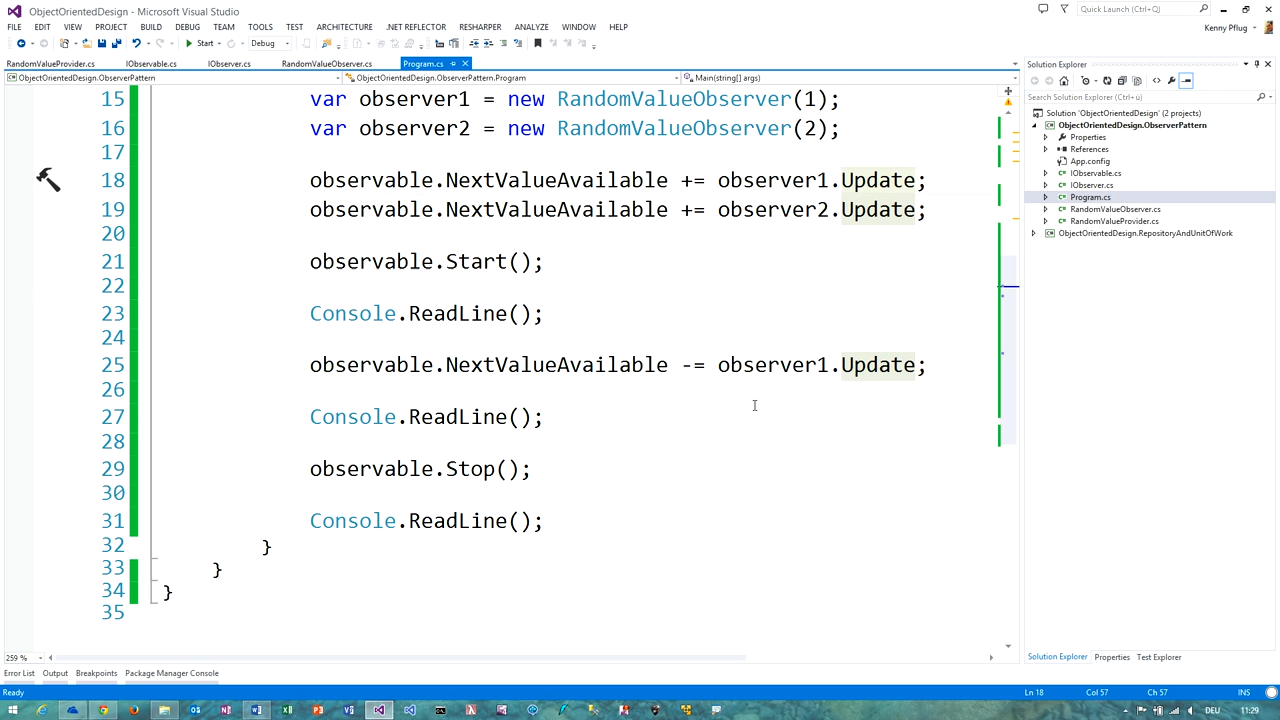 ObjectOrientedDesign - Microsoft Visual Studio
Quick Launch (Ctrl+Q)
FILE EDIT VIEW PROJECT BUILD DEBUG TEAM TOOLS TEST ARCHITECTURE .NET REFLECTOR RESHARPER ANALYZE WINDOW HELP
Kenny Pflug
Start Debug
RandomValueProvider.cs IObservable.cs IObserver.cs RandomValueObserver.cs Program.cs
ObjectOrientedDesign.ObserverPattern ObjectOrientedDesign.ObserverPattern.Program Main(string[] args)
15 var observer1 = new RandomValueObserver(1);
16 var observer2 = new RandomValueObserver(2);
17
18 observable.NextValueAvailable += observer1.Update;
19 observable.NextValueAvailable += observer2.Update;
20
21 observable.Start();
22
23 Console.ReadLine();
24
25 observable.NextValueAvailable -= observer1.Update;
26
27 Console.ReadLine();
28
29 observable.Stop();
30
31 Console.ReadLine();
32 }
33 }
34 }
35
259 %
Solution Explorer
Search Solution Explorer (Ctrl+ü)
Solution 'ObjectOrientedDesign' (2 projects)
ObjectOrientedDesign.ObserverPattern
Properties
References
App.config
IObservable.cs
IObserver.cs
Program.cs
RandomValueObserver.cs
RandomValueProvider.cs
ObjectOrientedDesign.RepositoryAndUnitOfWork
Solution Explorer Properties Test Explorer
Error List Output Breakpoints Package Manager Console
Ready Ln 18 Col 57 Ch 57 INS
DEU 11:29